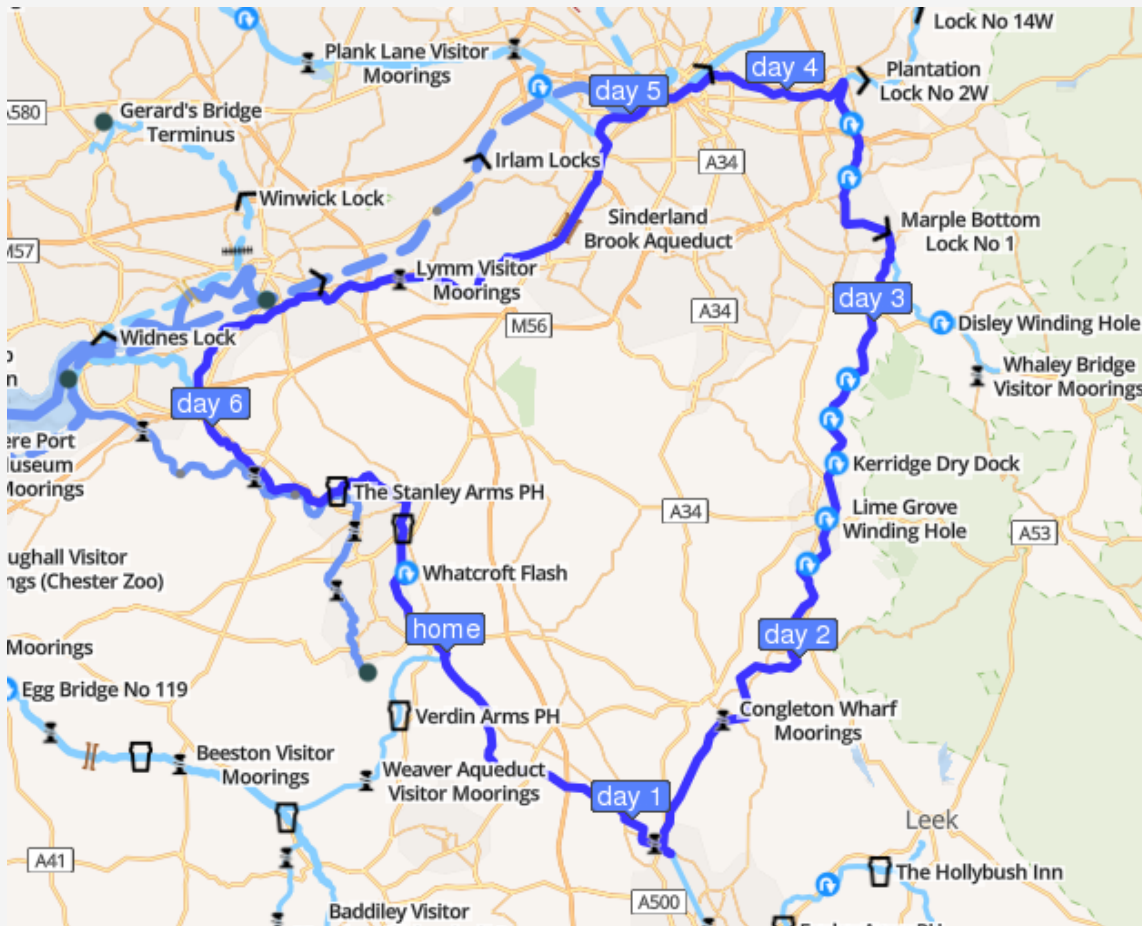 Lock No 14W
Plank Lane Visitor
Moorings
day 4
Plantation
Lock No 2W
day 5
A580
Gerard's Bridge
Terminus
Irlam Locks
A34
Winwick Lock
Sinderland
Brook Aqueduct
Marple Bottom
Lock No 1
M57
Lymm Visitor
Moorings
day 3
A34
M56
Disley Winding Hole
Widnes Lock
Whaley Bridge
Visitor Moorings
day 6
ere Port
useum
Moorings
Kerridge Dry Dock
The Stanley Arms PH
A34
Lime Grove
Winding Hole
A53
ughall Visitor
ngs (Chester Zoo)
Whatcroft Flash
home
day 2
Moorings
Egg Bridge No 119
Verdin Arms PH
Congleton Wharf
Moorings
Beeston Visitor
Moorings
Weaver Aqueduct
Visitor Moorings
day 1
Leek
A41
The Hollybush Inn
A500
Baddiley Visitor